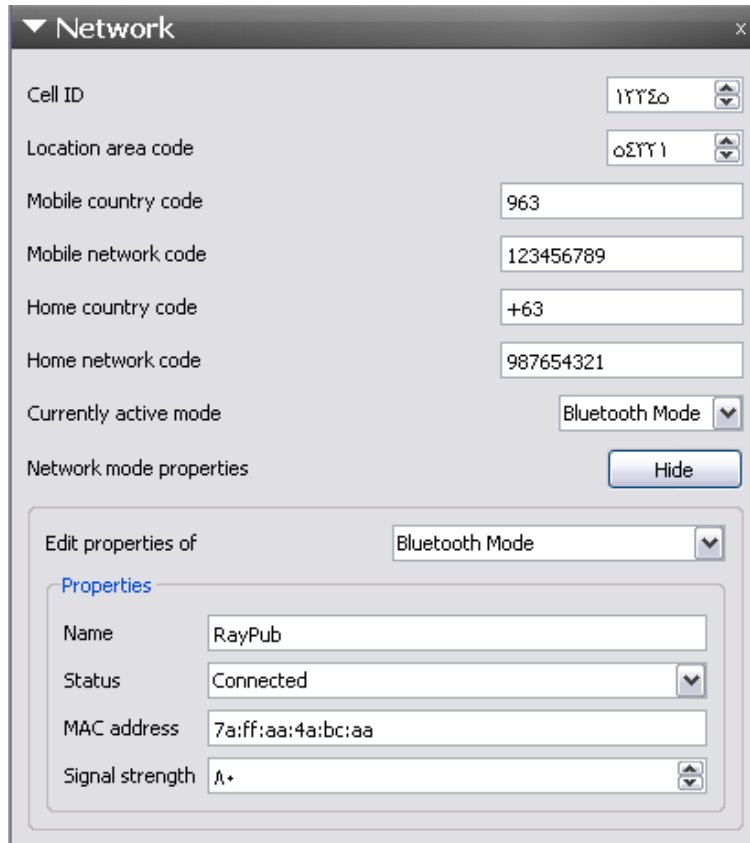 Network x
Cell ID ١٢٣٤٥
Location area code ٥٤٣٢١
Mobile country code 963
Mobile network code 123456789
Home country code +63
Home network code 987654321
Currently active mode Bluetooth Mode
Network mode properties Hide
Edit properties of Bluetooth Mode
Properties
Name RayPub
Status Connected
MAC address 7a:ff:aa:4a:bc:aa
Signal strength ٨٠